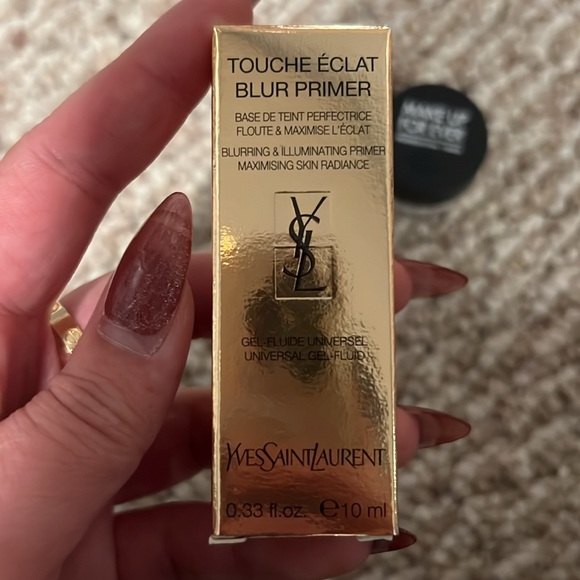 TOUCHE ÉCLAT
BLUR PRIMER
BASE DE TEINT PERFECTRICE
FLOUTE & MAXIMISE L'ÉCLAT
BLURRING & ILLUMINATING PRIMER
MAXIMISING SKIN RADIANCE
YSL
GEL-FLUIDE UNIVERSEL
UNIVERSAL GEL-FLUID
YVESSAINTLAURENT
0.33 fl.oz. ℮10 ml
MAKE UP
FOR EVER